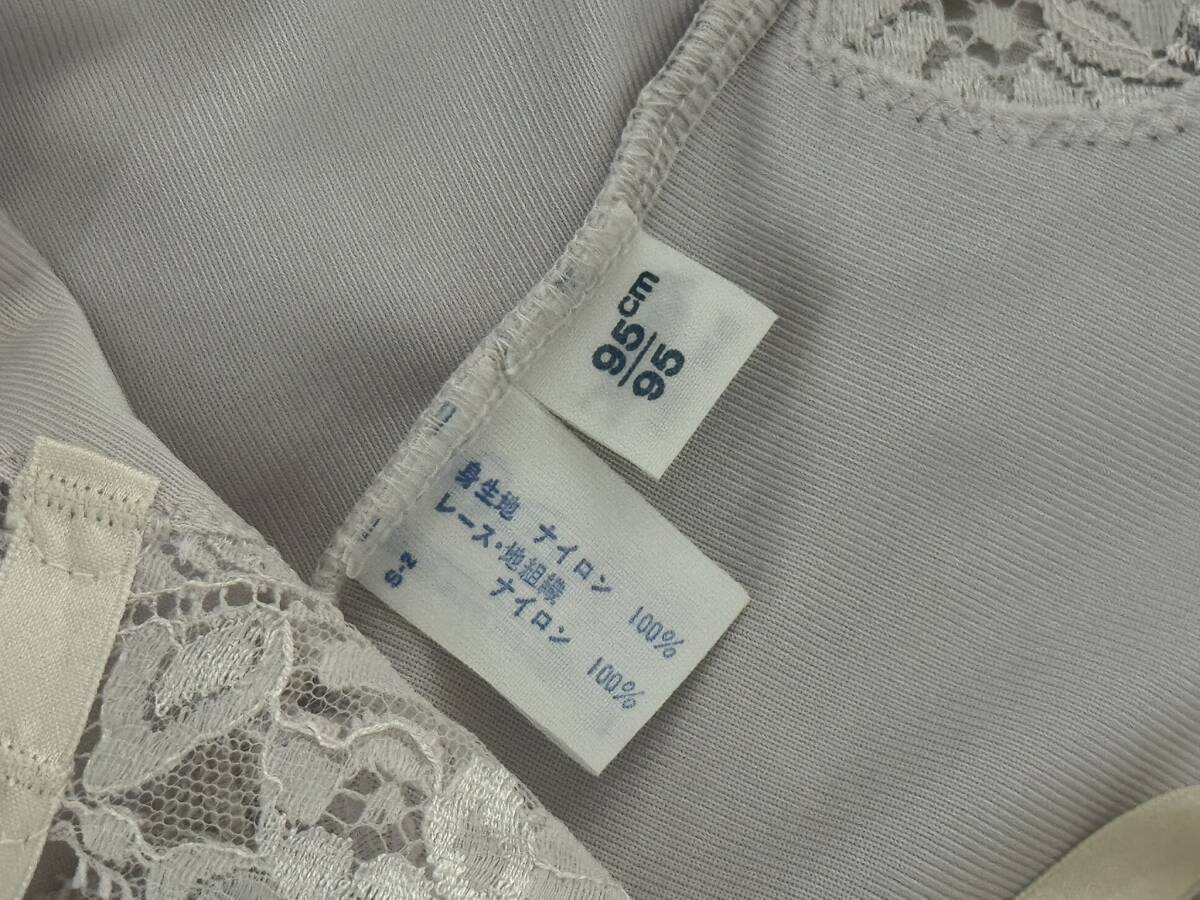 95cm
95
身生地 ナイロン 100%
レース・地組織
ナイロン 100%
S-2